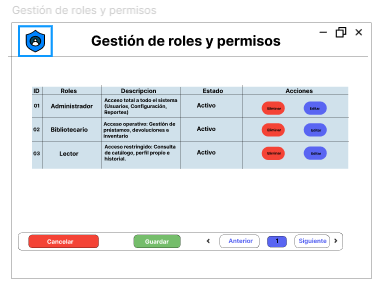 Gestión de roles y permisos
Gestión de roles y permisos
ID Roles Descripcion Estado Acciones
01 Administrador Acceso total a todo el sistema (Usuarios, Configuración, Reportes) Activo Eliminar Editar
02 Bibliotecario Acceso operativo: Gestión de préstamos, devoluciones e inventario Activo Eliminar Editar
03 Lector Acceso restringido: Consulta de catálogo, perfil propio e historial. Activo Eliminar Editar
Cancelar Guardar Anterior 1 Siguiente